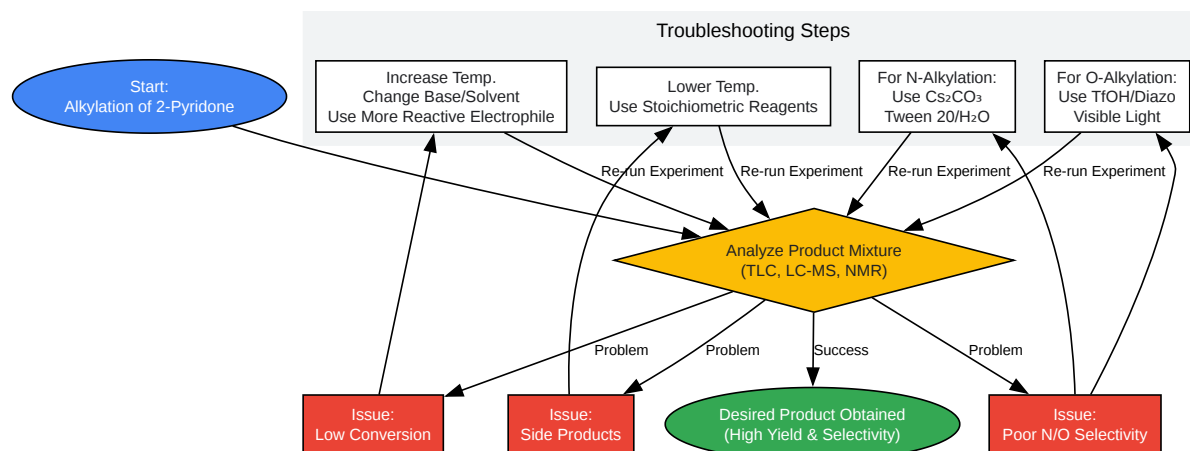 Troubleshooting Steps
Start:
Alkylation of 2-Pyridone
Increase Temp.
Change Base/Solvent
Use More Reactive Electrophile
Lower Temp.
Use Stoichiometric Reagents
For N-Alkylation:
Use Cs₂CO₃
Tween 20/H₂O
For O-Alkylation:
Use TfOH/Diazo
Visible Light
Re-run Experiment
Re-run Experiment
Re-run Experiment
Re-run Experiment
Analyze Product Mixture
(TLC, LC-MS, NMR)
Problem
Problem
Success
Problem
Issue:
Low Conversion
Issue:
Side Products
Desired Product Obtained
(High Yield & Selectivity)
Issue:
Poor N/O Selectivity